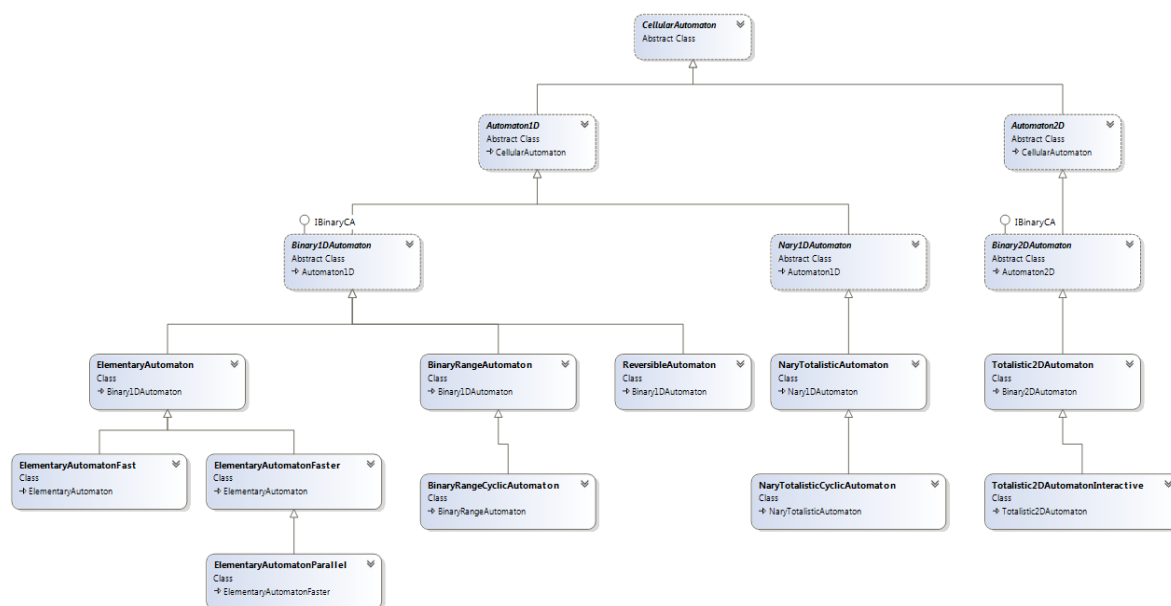 CellularAutomaton
Abstract Class
Automaton1D
Abstract Class
CellularAutomaton
Automaton2D
Abstract Class
CellularAutomaton
IBinaryCA
Binary1DAutomaton
Abstract Class
Automaton1D
Nary1DAutomaton
Abstract Class
Automaton1D
IBinaryCA
Binary2DAutomaton
Abstract Class
Automaton2D
ElementaryAutomaton
Class
Binary1DAutomaton
BinaryRangeAutomaton
Class
Binary1DAutomaton
ReversibleAutomaton
Class
Binary1DAutomaton
NaryTotalisticAutomaton
Class
Nary1DAutomaton
Totalistic2DAutomaton
Class
Binary2DAutomaton
ElementaryAutomatonFast
Class
ElementaryAutomaton
ElementaryAutomatonFaster
Class
ElementaryAutomaton
BinaryRangeCyclicAutomaton
Class
BinaryRangeAutomaton
NaryTotalisticCyclicAutomaton
Class
NaryTotalisticAutomaton
Totalistic2DAutomatonInteractive
Class
Totalistic2DAutomaton
ElementaryAutomatonParallel
Class
ElementaryAutomatonFaster